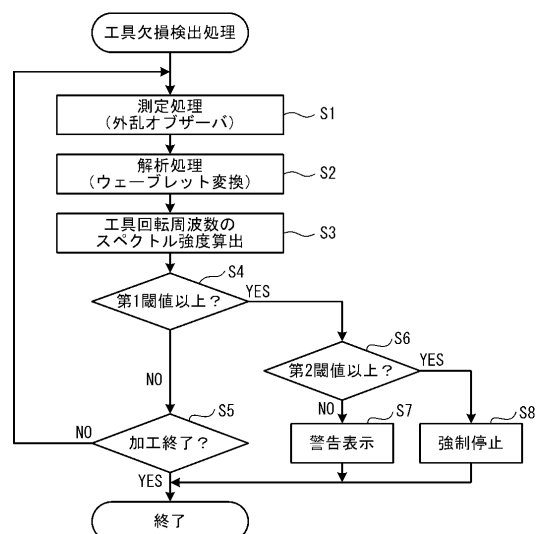 工具欠損検出処理
測定処理
(外乱オブザーバ)
S1
解析処理
(ウェーブレット変換)
S2
工具回転周波数の
スペクトル強度算出
S3
S4
第1閾値以上?
YES
NO
S6
第2閾値以上?
YES
NO
S5
加工終了?
NO
YES
S7
警告表示
S8
強制停止
終了